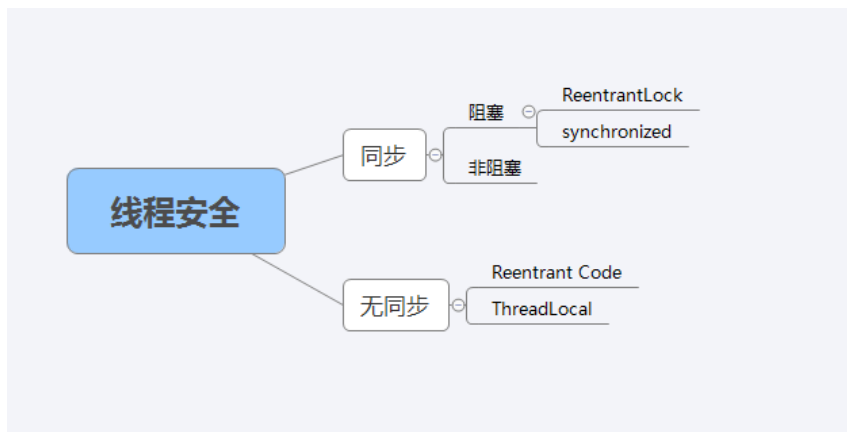 线程安全
同步
阻塞
ReentrantLock
synchronized
非阻塞
无同步
Reentrant Code
ThreadLocal